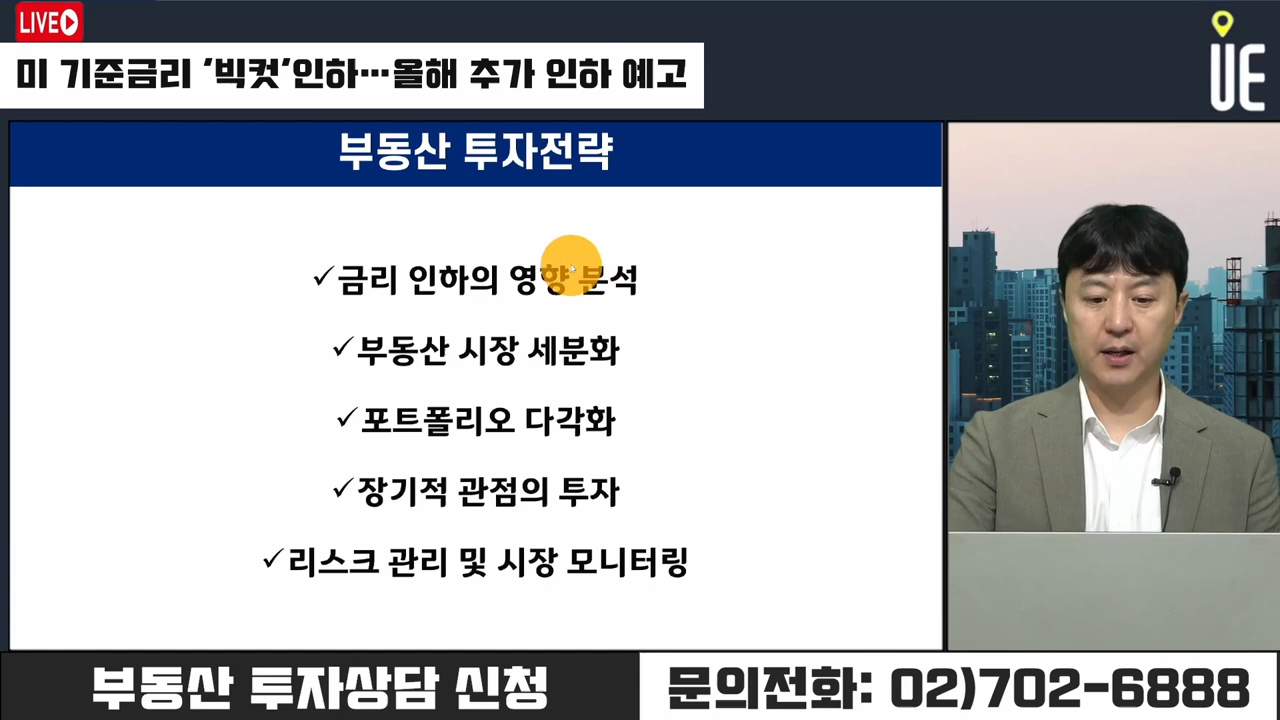 LIVE
미 기준금리 '빅컷'인하…올해 추가 인하 예고
UE
부동산 투자전략
✓금리 인하의 영향 분석
✓부동산 시장 세분화
✓포트폴리오 다각화
✓장기적 관점의 투자
✓리스크 관리 및 시장 모니터링
부동산 투자상담 신청
문의전화: 02)702-6888